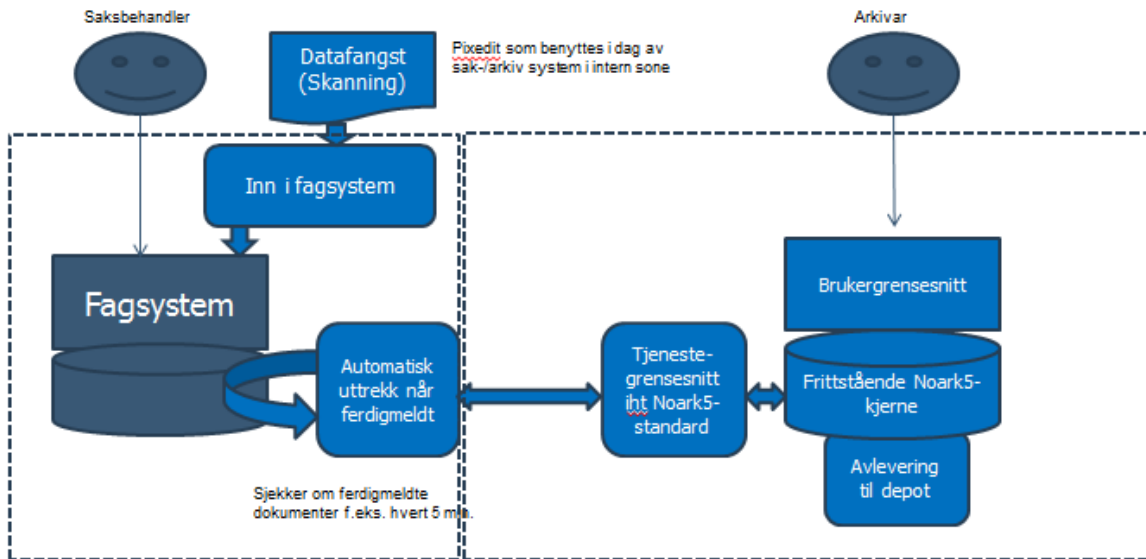 Saksbehandler
Arkivar
Datafangst
(Skanning)
Pixedit som benyttes i dag av
sak-/arkiv system i intern sone
Inn i fagsystem
Fagsystem
Automatisk
uttrekk når
ferdigmeldt
Sjekker om ferdigmeldte
dokumenter f.eks. hvert 5 min.
Tjeneste-
grensesnitt
iht Noark5-
standard
Brukergrensesnitt
Frittstående Noark5-
kjerne
Avlevering
til depot